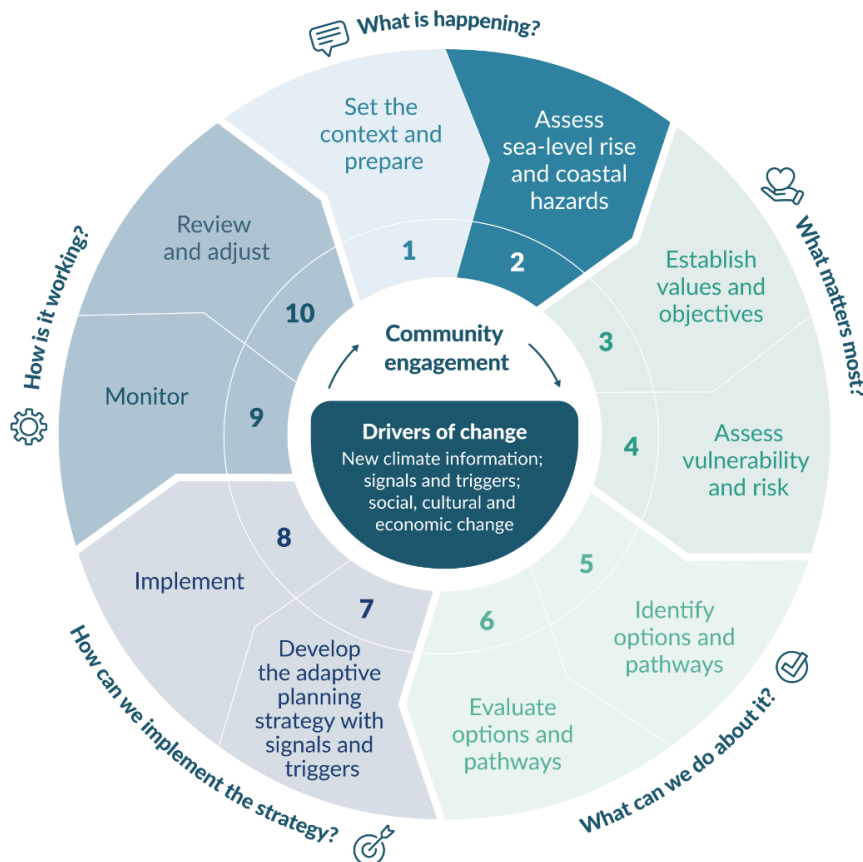 What is happening?
Set the
context and
prepare
1
Assess
sea-level rise
and coastal
hazards
2
What matters most?
Establish
values and
objectives
3
Assess
vulnerability
and risk
4
What can we do about it?
Identify
options and
pathways
5
Evaluate
options and
pathways
6
How can we implement the strategy?
Develop
the adaptive
planning
strategy with
signals and
triggers
7
Implement
8
How is it working?
Monitor
9
Review
and adjust
10
Community
engagement
Drivers of change
New climate information;
signals and triggers;
social, cultural and
economic change